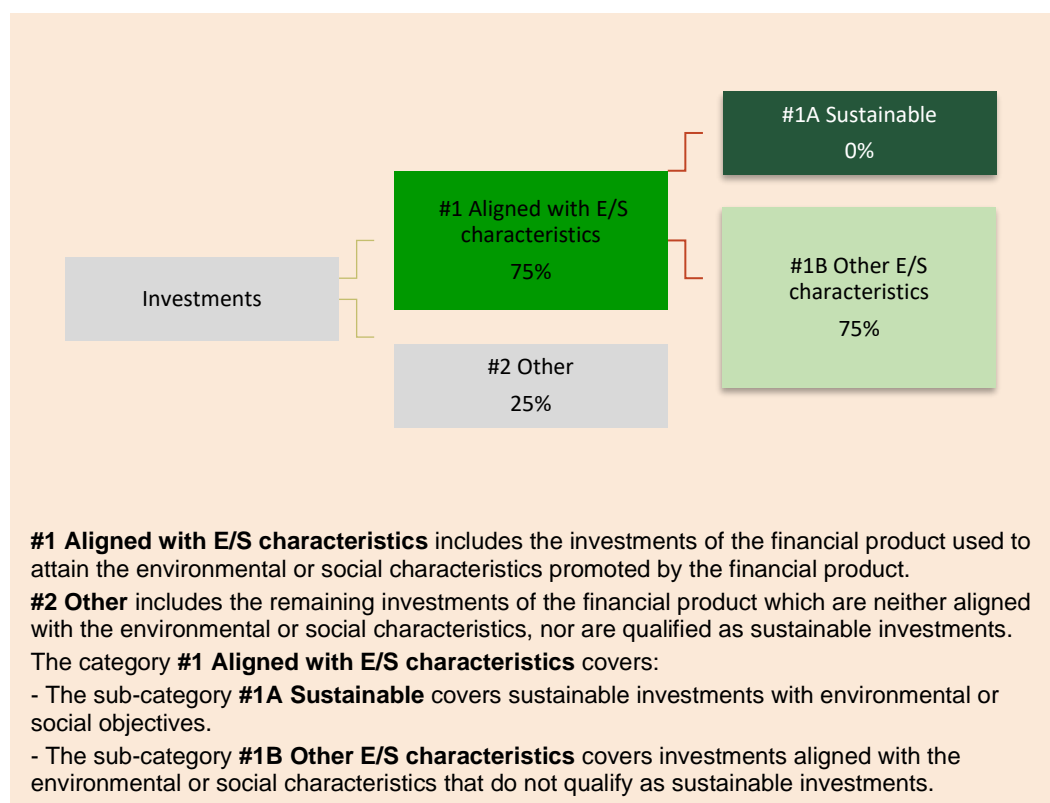 #1A Sustainable
0%
#1 Aligned with E/S
characteristics
75%
#1B Other E/S
characteristics
75%
Investments
#2 Other
25%
#1 Aligned with E/S characteristics includes the investments of the financial product used to
attain the environmental or social characteristics promoted by the financial product.
#2 Other includes the remaining investments of the financial product which are neither aligned
with the environmental or social characteristics, nor are qualified as sustainable investments.
The category #1 Aligned with E/S characteristics covers:
- The sub-category #1A Sustainable covers sustainable investments with environmental or
social objectives.
- The sub-category #1B Other E/S characteristics covers investments aligned with the
environmental or social characteristics that do not qualify as sustainable investments.